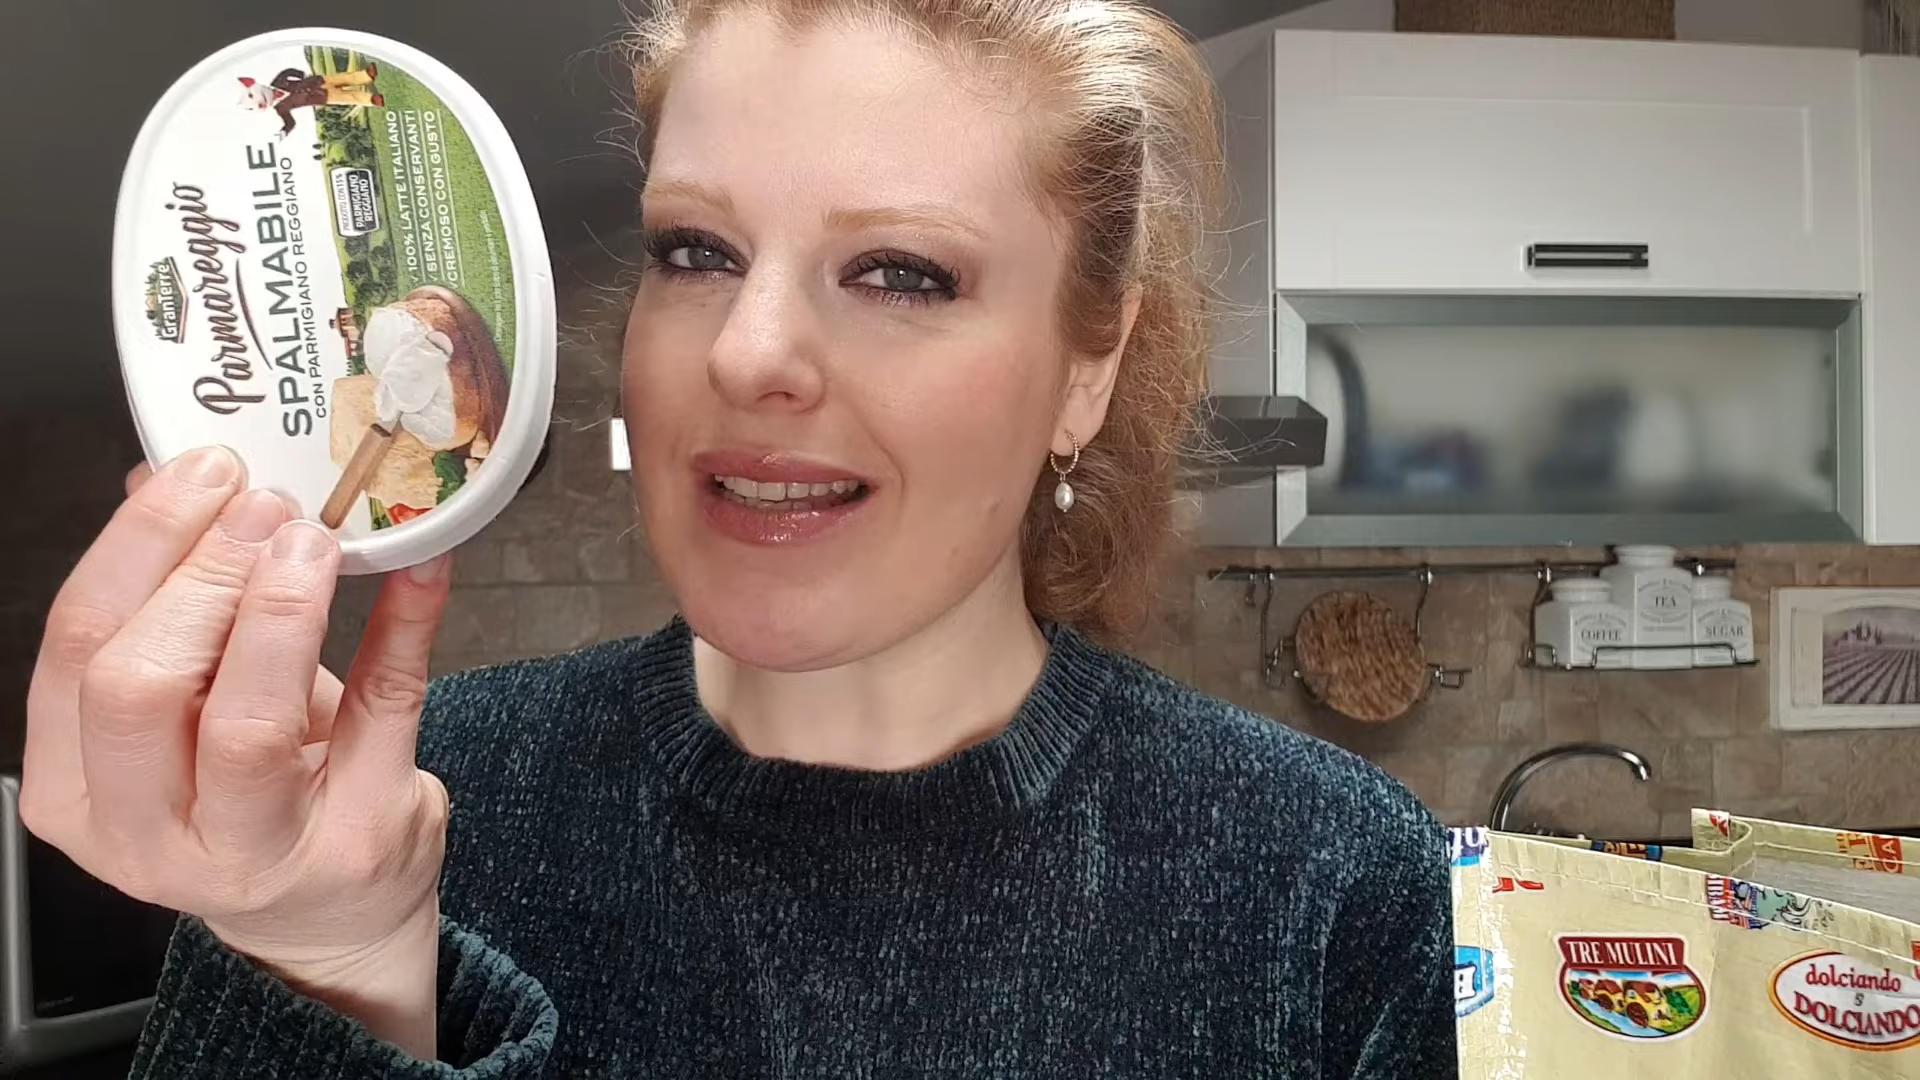 GranTerre
Parmareggio
SPALMABILE
CON PARMIGIANO REGGIANO
PARMIGIANO
REGGIANO
100% LATTE ITALIANO
SENZA CONSERVANTI
CREMOSO CON GUSTO
COFFEE
TEA
SUGAR
TRE MULINI
dolciando
&
DOLCIANDO